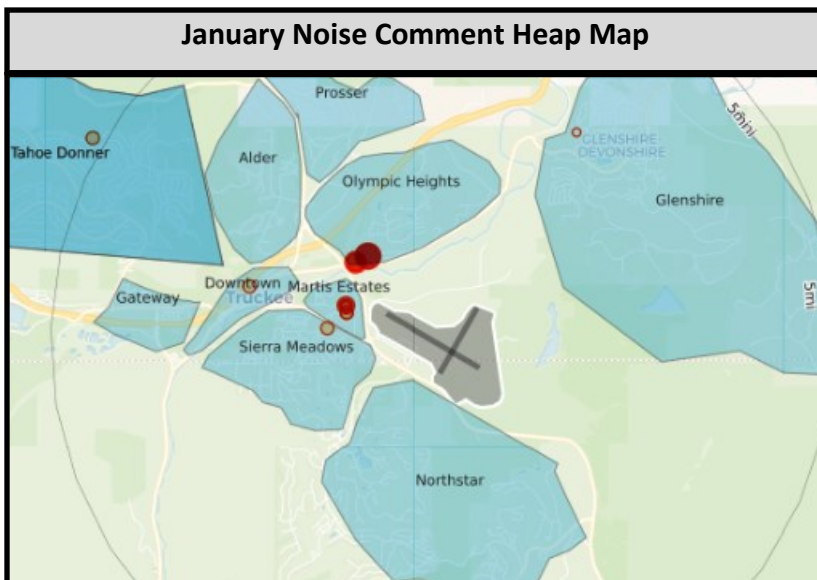 January Noise Comment Heap Map
Prosser
5mi
GLENSHIRE-
DEVONSHIRE
Tahoe Donner
Alder
Olympic Heights
Glenshire
Downtown
Martis Estates
Gateway
Truckee
5mi
Sierra Meadows
Northstar